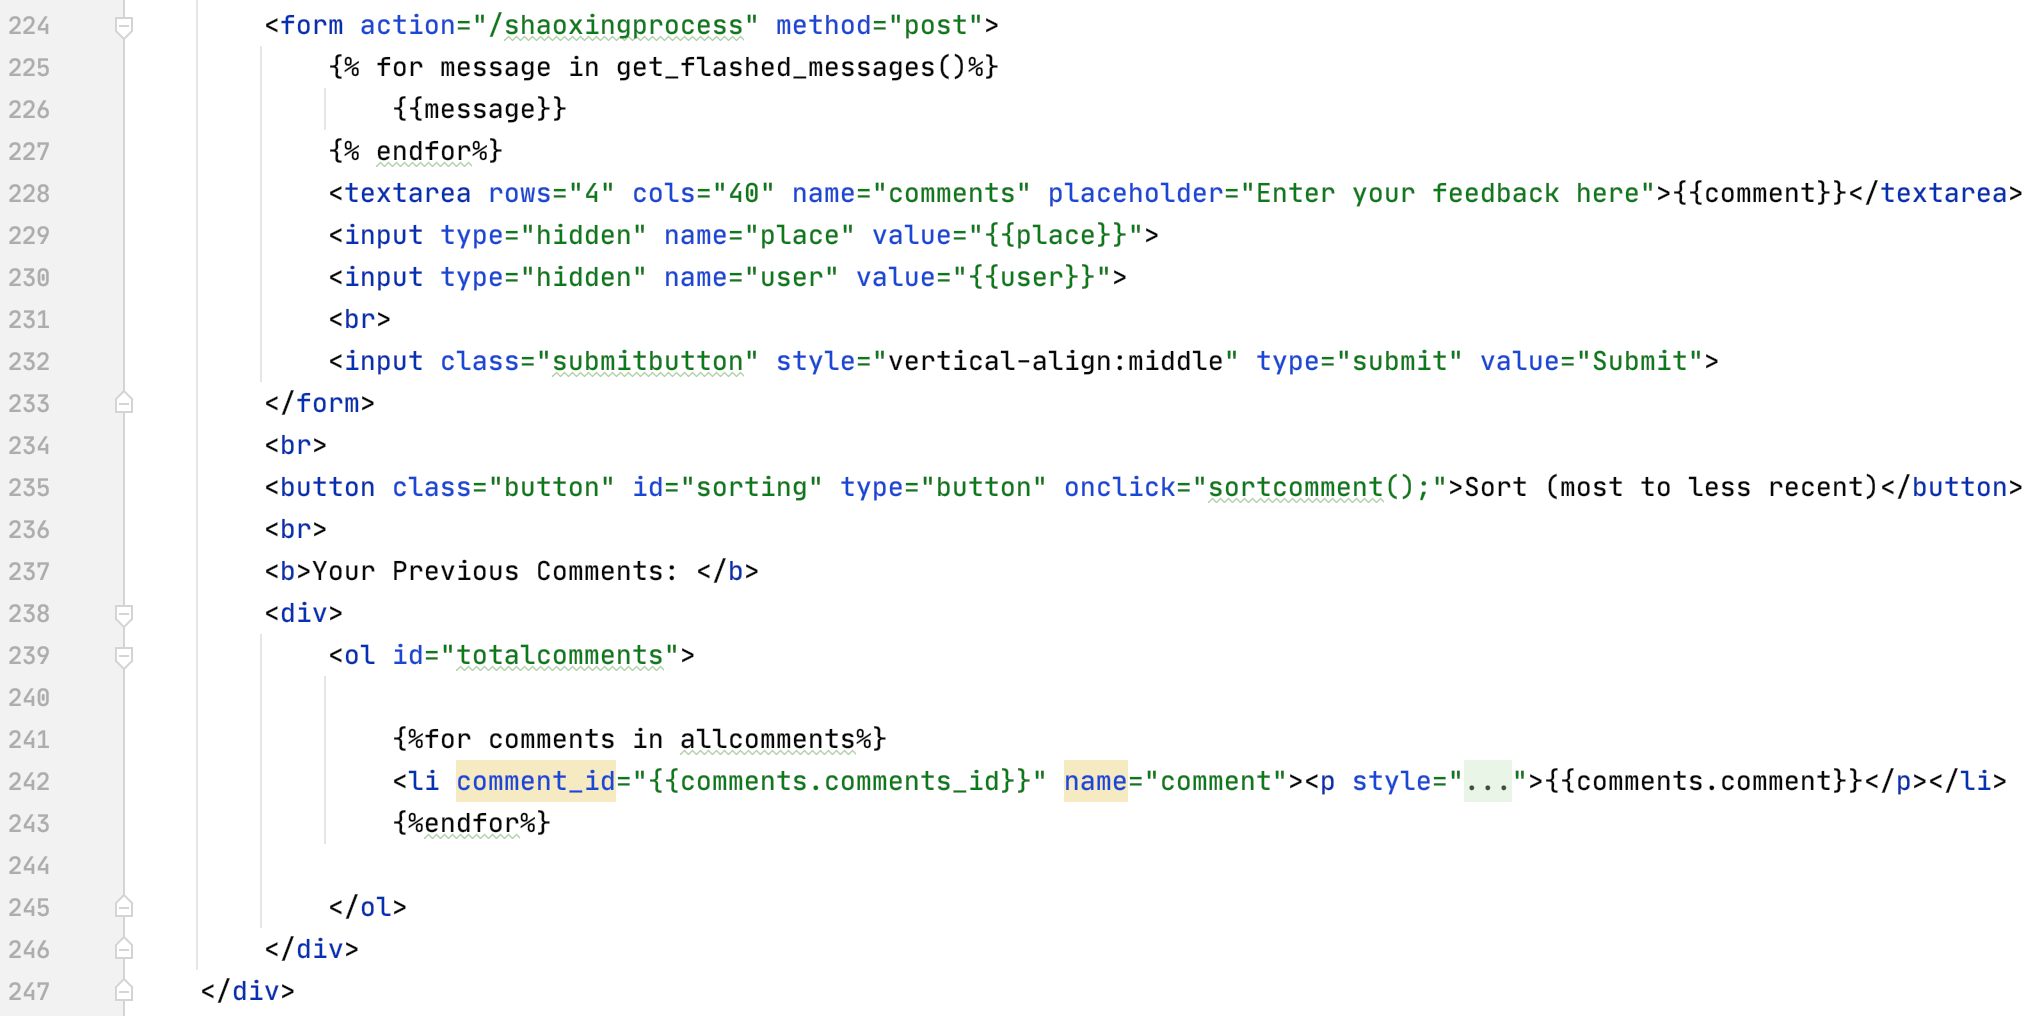 224 <form action="/shaoxingprocess" method="post">
225 {% for message in get_flashed_messages()%}
226 {{message}}
227 {% endfor%}
228 <textarea rows="4" cols="40" name="comments" placeholder="Enter your feedback here">{{comment}}</textarea>
229 <input type="hidden" name="place" value="{{place}}">
230 <input type="hidden" name="user" value="{{user}}">
231 <br>
232 <input class="submitbutton" style="vertical-align:middle" type="submit" value="Submit">
233 </form>
234 <br>
235 <button class="button" id="sorting" type="button" onclick="sortcomment();">Sort (most to less recent)</button>
236 <br>
237 <b>Your Previous Comments: </b>
238 <div>
239 <ol id="totalcomments">
240
241 {%for comments in allcomments%}
242 <li comment_id="{{comments.comments_id}}" name="comment"><p style="...">{{comments.comment}}</p></li>
243 {%endfor%}
244
245 </ol>
246 </div>
247 </div>